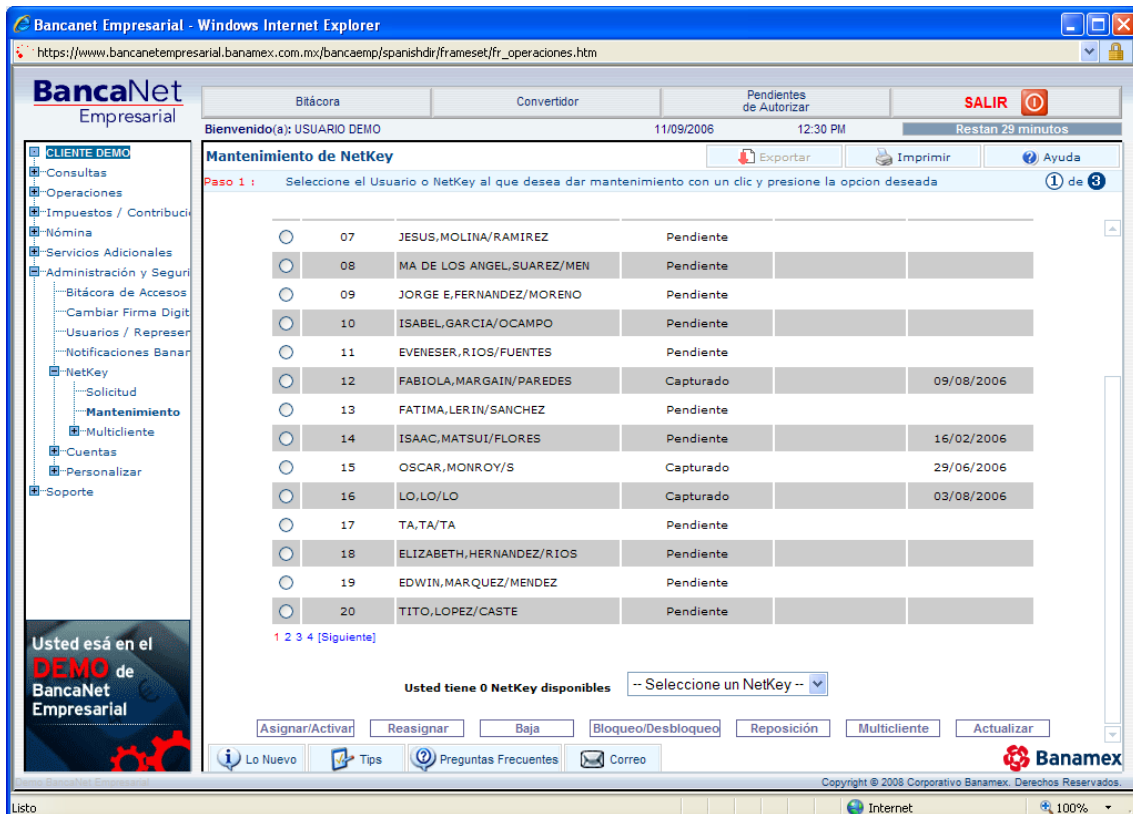 Bancanet Empresarial - Windows Internet Explorer
https://www.bancanetempresarial.banamex.com.mx/bancaemp/spanishdir/frameset/fr_operaciones.htm
BancaNet
Empresarial
Bitácora
Convertidor
Pendientes
de Autorizar
SALIR
Bienvenido(a): USUARIO DEMO 11/09/2006 12:30 PM Restan 29 minutos
CLIENTE DEMO
Consultas
Operaciones
Impuestos / Contribuci
Nómina
Servicios Adicionales
Administración y Seguri
Bitácora de Accesos
Cambiar Firma Digit
Usuarios / Represer
Notificaciones Banar
NetKey
Solicitud
Mantenimiento
Multicliente
Cuentas
Personalizar
Soporte
Usted esá en el
DEMO de
BancaNet
Empresarial
Mantenimiento de NetKey
Exportar
Imprimir
Ayuda
Paso 1 : Seleccione el Usuario o NetKey al que desea dar mantenimiento con un clic y presione la opcion deseada 1 de 3
07 JESUS,MOLINA/RAMIREZ Pendiente
08 MA DE LOS ANGEL,SUAREZ/MEN Pendiente
09 JORGE E,FERNANDEZ/MORENO Pendiente
10 ISABEL,GARCIA/OCAMPO Pendiente
11 EVENESER,RIOS/FUENTES Pendiente
12 FABIOLA,MARGAIN/PAREDES Capturado 09/08/2006
13 FATIMA,LERIN/SANCHEZ Pendiente
14 ISAAC,MATSUI/FLORES Pendiente 16/02/2006
15 OSCAR,MONROY/S Capturado 29/06/2006
16 LO,LO/LO Capturado 03/08/2006
17 TA,TA/TA Pendiente
18 ELIZABETH,HERNANDEZ/RIOS Pendiente
19 EDWIN,MARQUEZ/MENDEZ Pendiente
20 TITO,LOPEZ/CASTE Pendiente
1 2 3 4 [Siguiente]
Usted tiene 0 NetKey disponibles -- Seleccione un NetKey --
Asignar/Activar Reasignar Baja Bloqueo/Desbloqueo Reposición Multicliente Actualizar
Lo Nuevo Tips Preguntas Frecuentes Correo
Banamex
Demo BancaNet Empresarial
Copyright © 2008 Corporativo Banamex. Derechos Reservados.
Listo Internet 100%